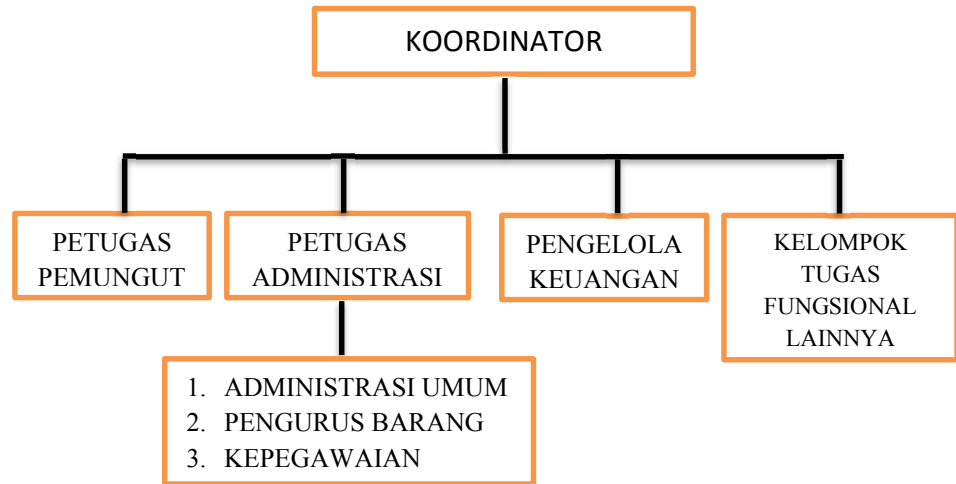 KOORDINATOR
PETUGAS
PEMUNGUT
PETUGAS
ADMINISTRASI
PENGELOLA
KEUANGAN
KELOMPOK
TUGAS
FUNGSIONAL
LAINNYA
1. ADMINISTRASI UMUM
2. PENGURUS BARANG
3. KEPEGAWAIAN